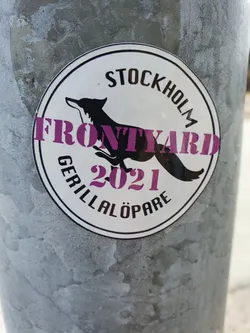 STOCKHOLM
FRONTYARD
2021
GERILLALÖPARE